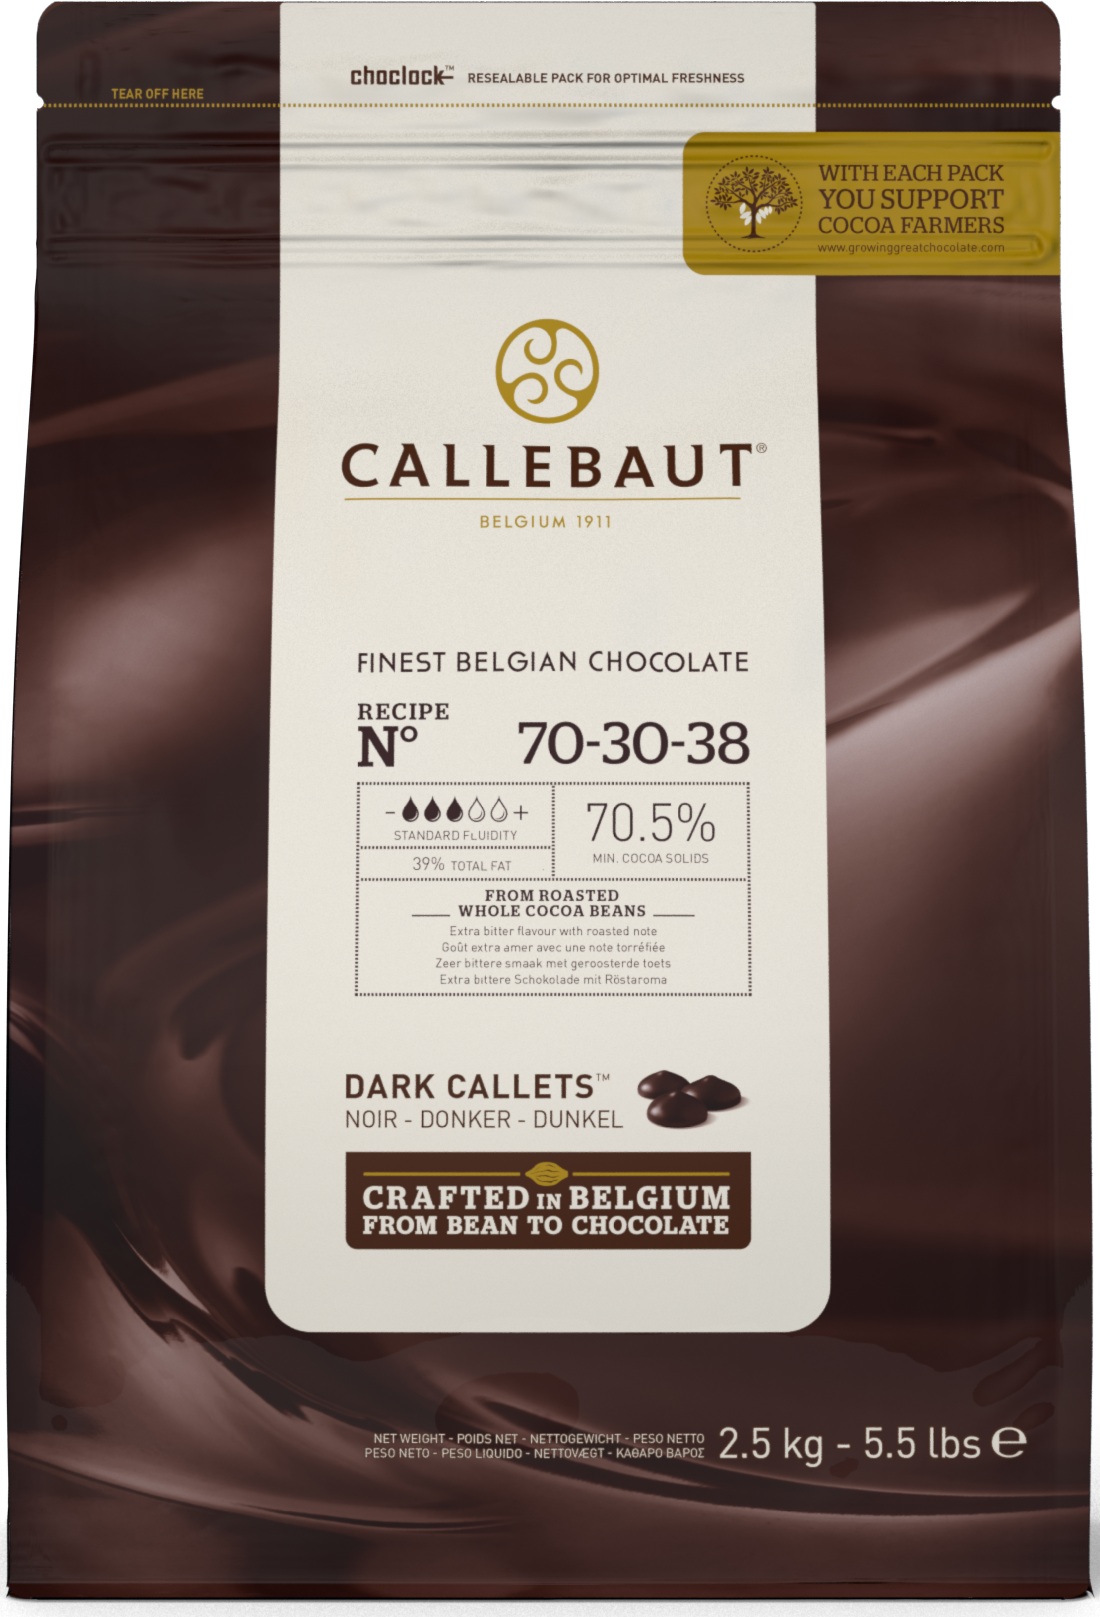 choclock™ RESEALABLE PACK FOR OPTIMAL FRESHNESS
TEAR OFF HERE
WITH EACH PACK
YOU SUPPORT
COCOA FARMERS
www.growinggreatchocolate.com
CALLEBAUT®
BELGIUM 1911
FINEST BELGIAN CHOCOLATE
RECIPE
N° 70-30-38
- +
STANDARD FLUIDITY
39% TOTAL FAT
70.5%
MIN. COCOA SOLIDS
FROM ROASTED
WHOLE COCOA BEANS
Extra bitter flavour with roasted note
Goût extra amer avec une note torréfiée
Zeer bittere smaak met geroosterde toets
Extra bittere Schokolade mit Röstaroma
DARK CALLETS™
NOIR - DONKER - DUNKEL
CRAFTED IN BELGIUM
FROM BEAN TO CHOCOLATE
NET WEIGHT - POIDS NET - NETTOGEWICHT - PESO NETTO
PESO NETO - PESO LIQUIDO - NETTOVÆGT - ΚΑΘΑΡΟ ΒΑΡΟΣ
2.5 kg - 5.5 lbs ℮